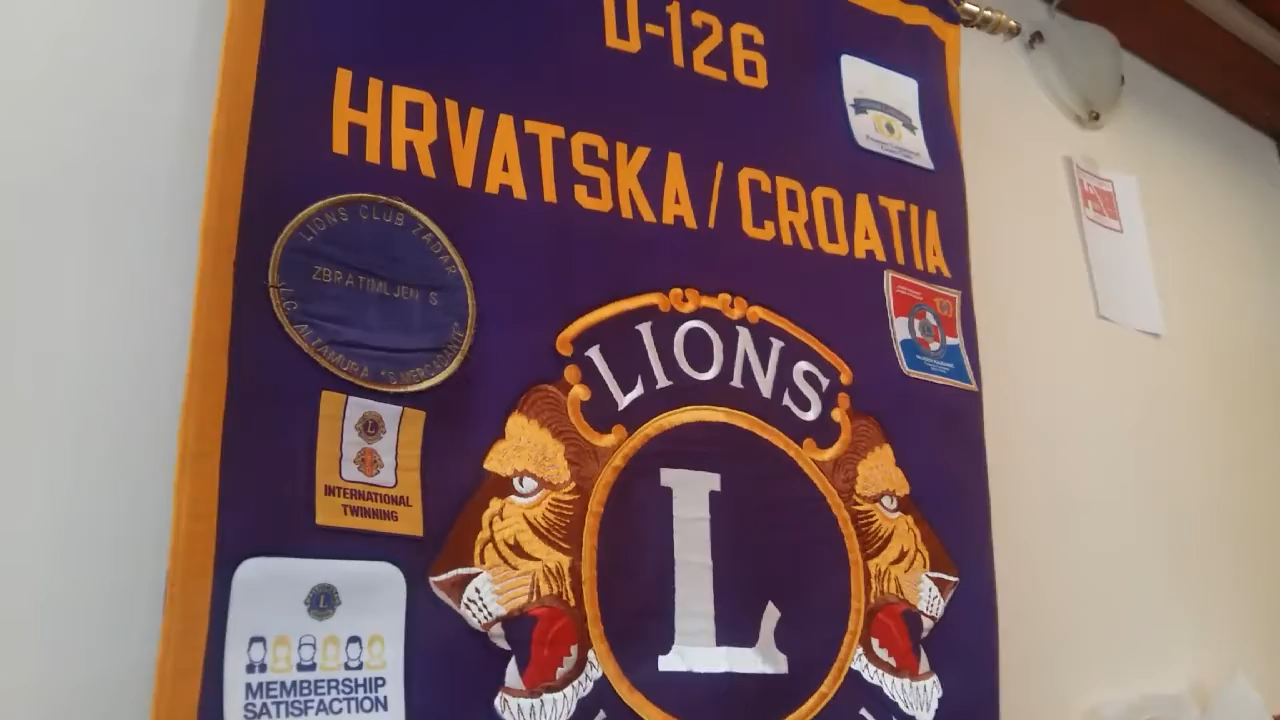 D-126
HRVATSKA/CROATIA
LIONS CLUB ZADAR
ZBRATIMLJEN S
L.C. ALTAMURA "S. MERCADANTE"
INTERNATIONAL
TWINNING
LIONS
L
MEMBERSHIP
SATISFACTION